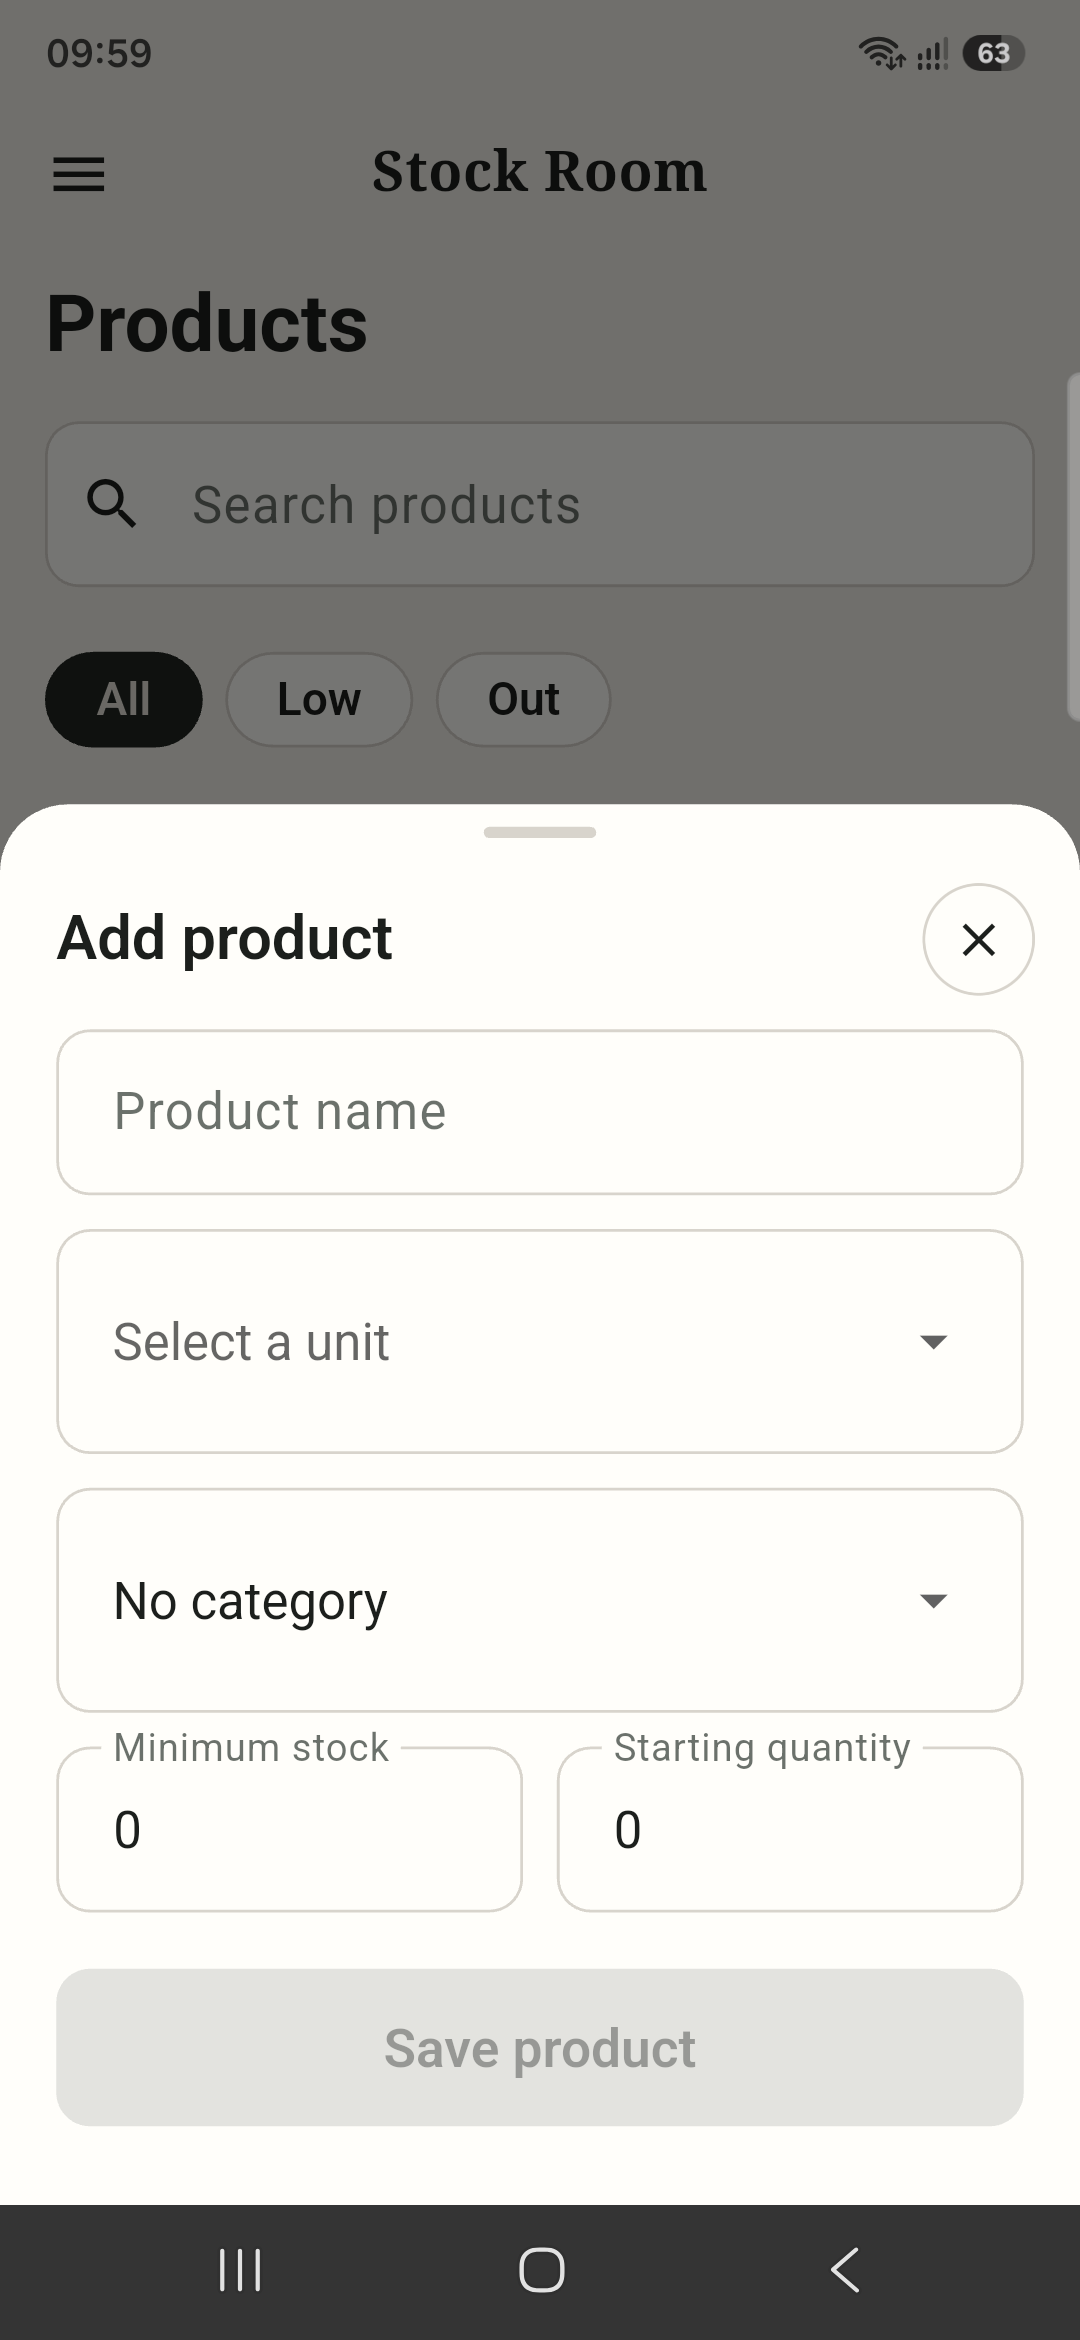 09:59
63
Stock Room
Products
Search products
All Low Out
Add product
Product name
Select a unit
No category
Minimum stock Starting quantity
0 0
Save product